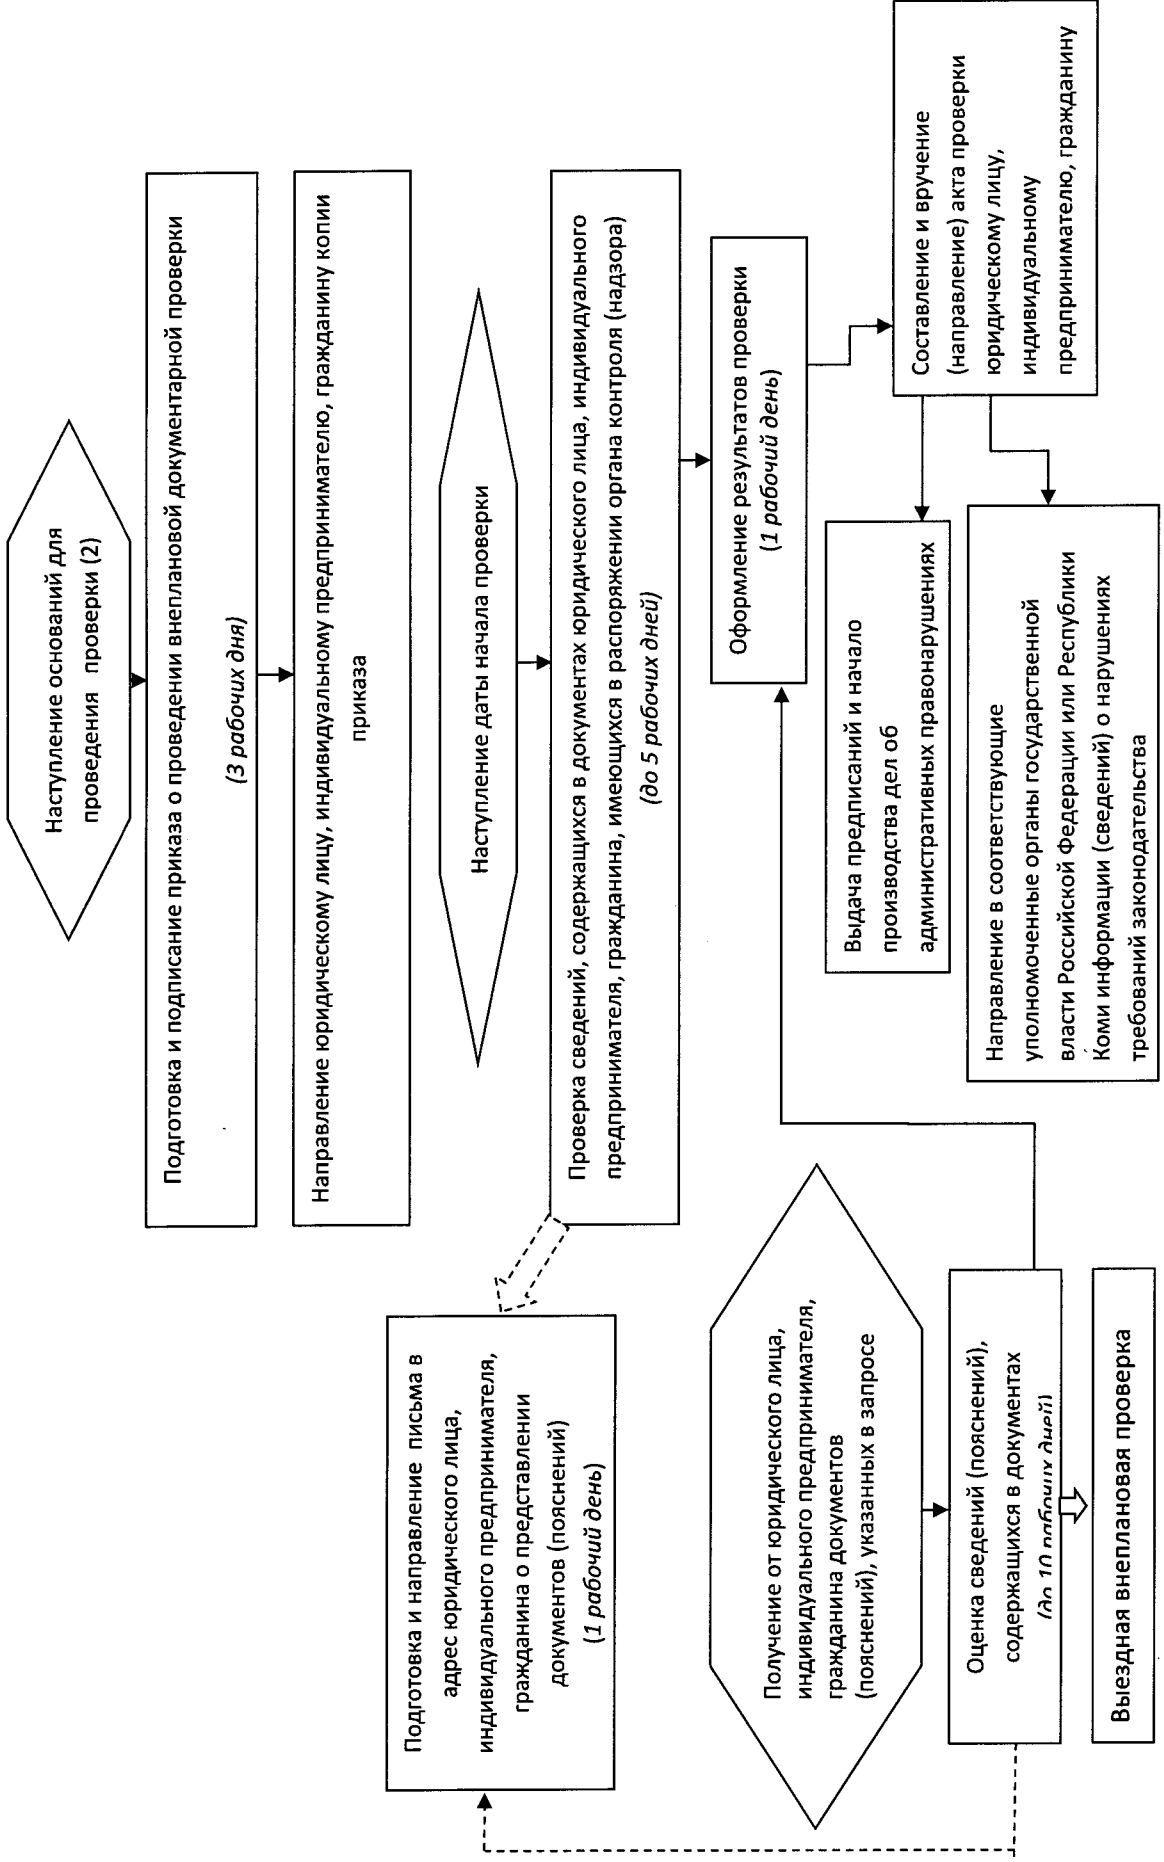 Наступление оснований для
проведения проверки (2)
Подготовка и подписание приказа о проведении внеплановой документарной проверки
(3 рабочих дня)
Направление юридическому лицу, индивидуальному предпринимателю, гражданину копии
приказа
Наступление даты начала проверки
Проверка сведений, содержащихся в документах юридического лица, индивидуального
предпринимателя, гражданина, имеющихся в распоряжении органа контроля (надзора)
(до 5 рабочих дней)
Подготовка и направление письма в
адрес юридического лица,
индивидуального предпринимателя,
гражданина о представлении
документов (пояснений)
(1 рабочий день)
Оформление результатов проверки
(1 рабочий день)
Получение от юридического лица,
индивидуального предпринимателя,
гражданина документов
(пояснений), указанных в запросе
Оценка сведений (пояснений),
содержащихся в документах
(до 10 рабочих дней)
Выездная внеплановая проверка
Составление и вручение
(направление) акта проверки
юридическому лицу,
индивидуальному
предпринимателю, гражданину
Выдача предписаний и начало
производства дел об
административных правонарушениях
Направление в соответствующие
уполномоченные органы государственной
власти Российской Федерации или Республики
Коми информации (сведений) о нарушениях
требований законодательства